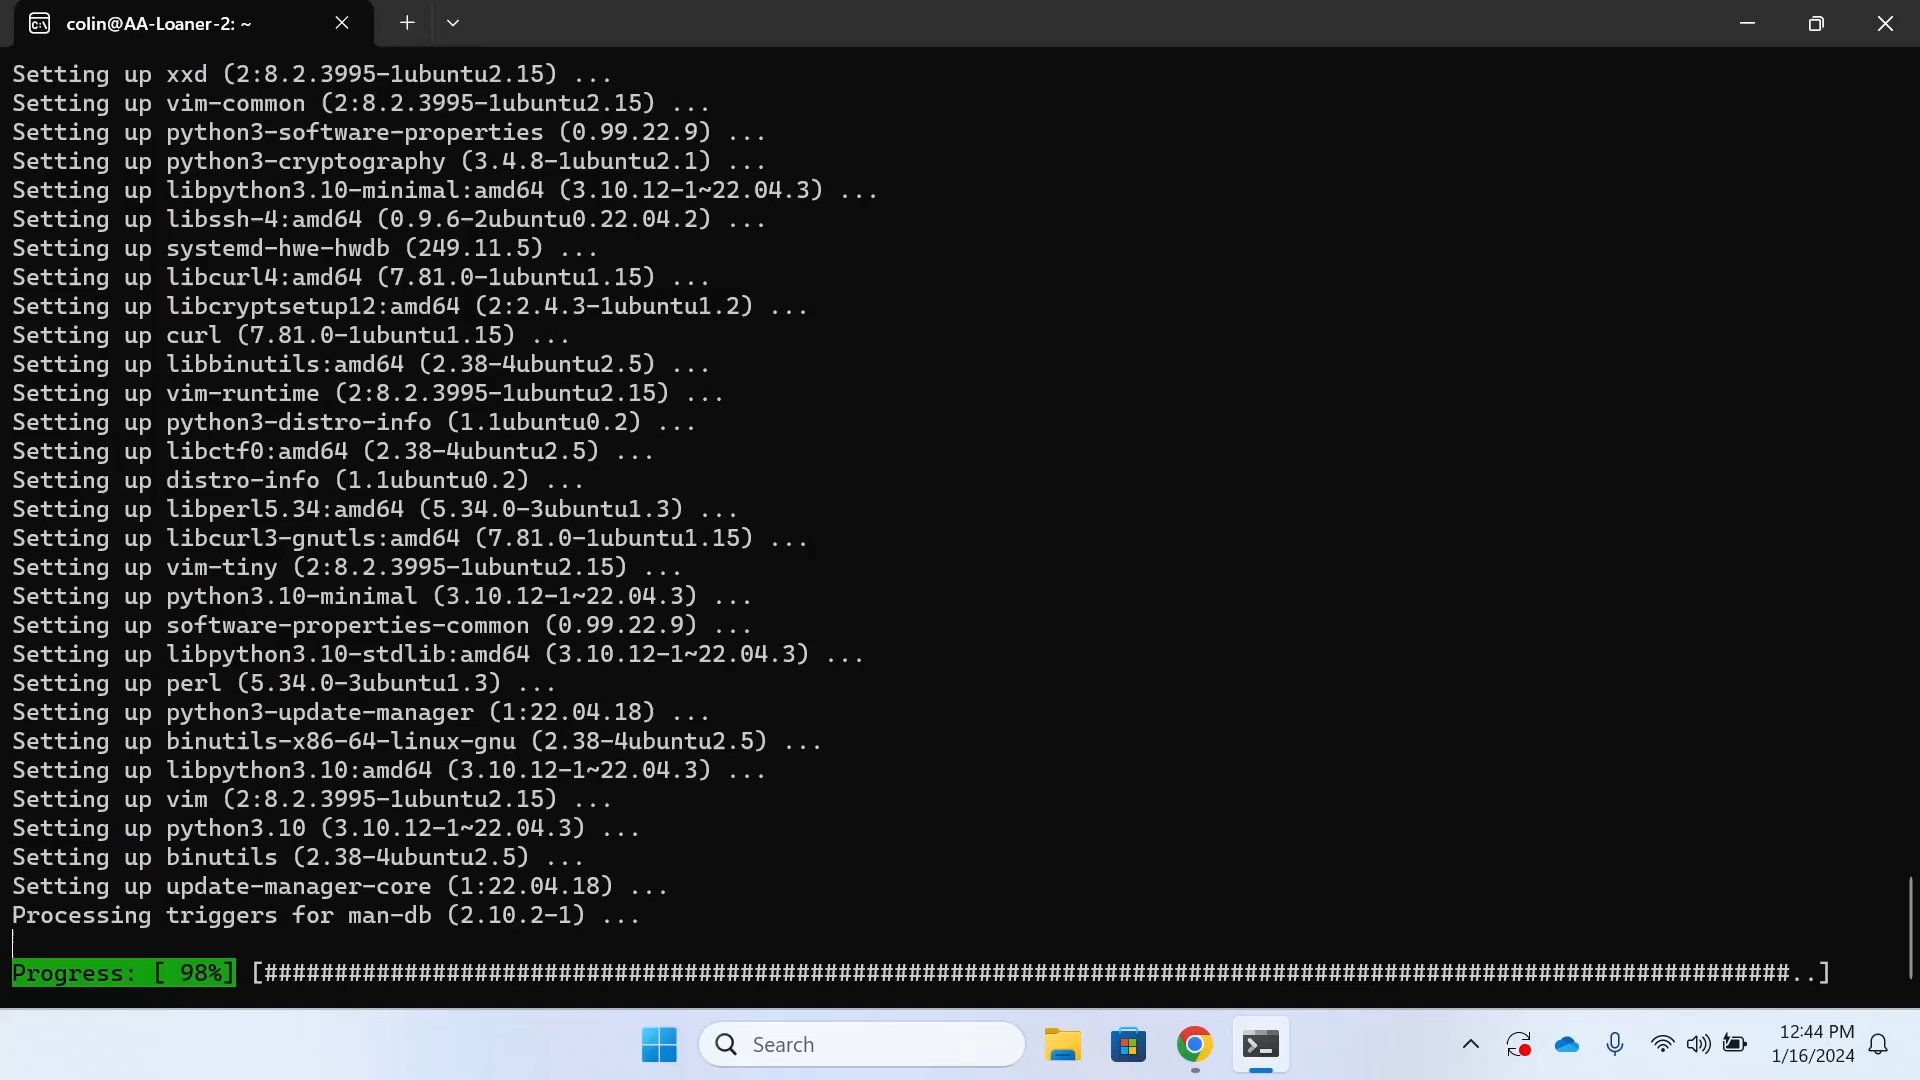 colin@AA-Loaner-2: ~
Setting up xxd (2:8.2.3995-1ubuntu2.15) ...
Setting up vim-common (2:8.2.3995-1ubuntu2.15) ...
Setting up python3-software-properties (0.99.22.9) ...
Setting up python3-cryptography (3.4.8-1ubuntu2.1) ...
Setting up libpython3.10-minimal:amd64 (3.10.12-1~22.04.3) ...
Setting up libssh-4:amd64 (0.9.6-2ubuntu0.22.04.2) ...
Setting up systemd-hwe-hwdb (249.11.5) ...
Setting up libcurl4:amd64 (7.81.0-1ubuntu1.15) ...
Setting up libcryptsetup12:amd64 (2:2.4.3-1ubuntu1.2) ...
Setting up curl (7.81.0-1ubuntu1.15) ...
Setting up libbinutils:amd64 (2.38-4ubuntu2.5) ...
Setting up vim-runtime (2:8.2.3995-1ubuntu2.15) ...
Setting up python3-distro-info (1.1ubuntu0.2) ...
Setting up libctf0:amd64 (2.38-4ubuntu2.5) ...
Setting up distro-info (1.1ubuntu0.2) ...
Setting up libperl5.34:amd64 (5.34.0-3ubuntu1.3) ...
Setting up libcurl3-gnutls:amd64 (7.81.0-1ubuntu1.15) ...
Setting up vim-tiny (2:8.2.3995-1ubuntu2.15) ...
Setting up python3.10-minimal (3.10.12-1~22.04.3) ...
Setting up software-properties-common (0.99.22.9) ...
Setting up libpython3.10-stdlib:amd64 (3.10.12-1~22.04.3) ...
Setting up perl (5.34.0-3ubuntu1.3) ...
Setting up python3-update-manager (1:22.04.18) ...
Setting up binutils-x86-64-linux-gnu (2.38-4ubuntu2.5) ...
Setting up libpython3.10:amd64 (3.10.12-1~22.04.3) ...
Setting up vim (2:8.2.3995-1ubuntu2.15) ...
Setting up python3.10 (3.10.12-1~22.04.3) ...
Setting up binutils (2.38-4ubuntu2.5) ...
Setting up update-manager-core (1:22.04.18) ...
Processing triggers for man-db (2.10.2-1) ...
Progress: [ 98%] [#############################################################################################################..]
Search
12:44 PM
1/16/2024